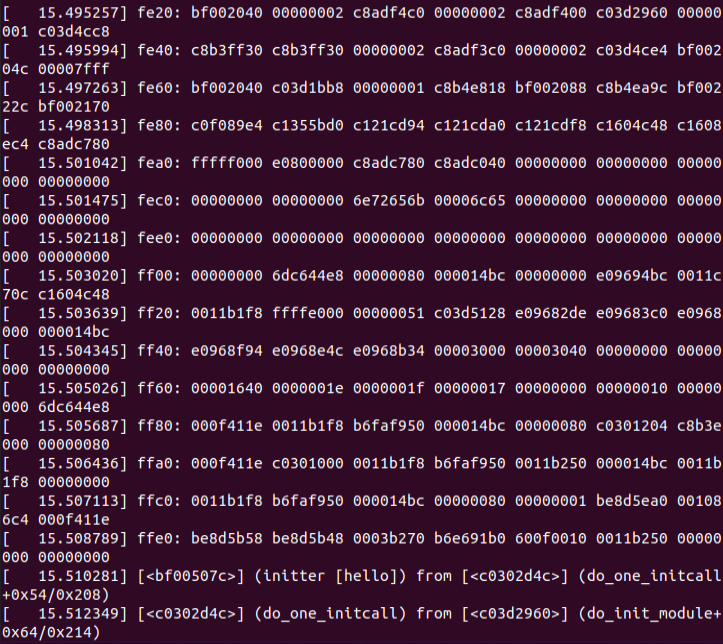 [   15.495257] fe20: bf002040 00000002 c8adf4c0 00000002 c8adf400 c03d2960 00000
001 c03d4cc8
[   15.495994] fe40: c8b3ff30 c8b3ff30 00000002 c8adf3c0 00000002 c03d4ce4 bf002
04c 00007fff
[   15.497263] fe60: bf002040 c03d1bb8 00000001 c8b4e818 bf002088 c8b4ea9c bf002
22c bf002170
[   15.498313] fe80: c0f089e4 c1355bd0 c121cd94 c121cda0 c121cdf8 c1604c48 c1608
ec4 c8adc780
[   15.501042] fea0: fffff000 e0800000 c8adc780 c8adc040 00000000 00000000 00000
000 00000000
[   15.501475] fec0: 00000000 00000000 6e72656b 00006c65 00000000 00000000 00000
000 00000000
[   15.502118] fee0: 00000000 00000000 00000000 00000000 00000000 00000000 00000
000 00000000
[   15.503020] ff00: 00000000 6dc644e8 00000080 000014bc 00000000 e09694bc 0011c
70c c1604c48
[   15.503639] ff20: 0011b1f8 ffffe000 00000051 c03d5128 e09682de e09683c0 e0968
000 000014bc
[   15.504345] ff40: e0968f94 e0968e4c e0968b34 00003000 00003040 00000000 00000
000 00000000
[   15.505026] ff60: 00001640 0000001e 0000001f 00000017 00000000 00000010 00000
000 6dc644e8
[   15.505687] ff80: 000f411e 0011b1f8 b6faf950 000014bc 00000080 c0301204 c8b3e
000 00000080
[   15.506436] ffa0: 000f411e c0301000 0011b1f8 b6faf950 0011b250 000014bc 0011b
1f8 00000000
[   15.507113] ffc0: 0011b1f8 b6faf950 000014bc 00000080 00000001 be8d5ea0 00108
6c4 000f411e
[   15.508789] ffe0: be8d5b58 be8d5b48 0003b270 b6e691b0 600f0010 0011b250 00000
000 00000000
[   15.510281] [<bf00507c>] (initter [hello]) from [<c0302d4c>] (do_one_initcall
+0x54/0x208)
[   15.512349] [<c0302d4c>] (do_one_initcall) from [<c03d2960>] (do_init_module+
0x64/0x214)